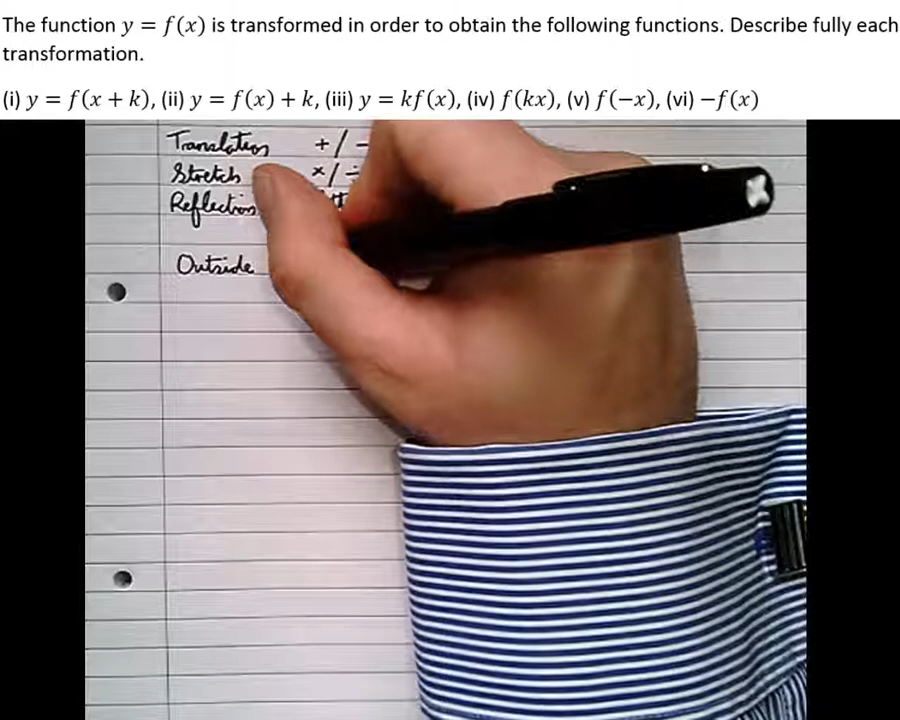 The function y = f(x) is transformed in order to obtain the following functions. Describe fully each
transformation.
(i) y = f(x + k), (ii) y = f(x) + k, (iii) y = kf(x), (iv) f(kx), (v) f(−x), (vi) −f(x)
Translation + / -
Stretch × / ÷
Reflection
Outside